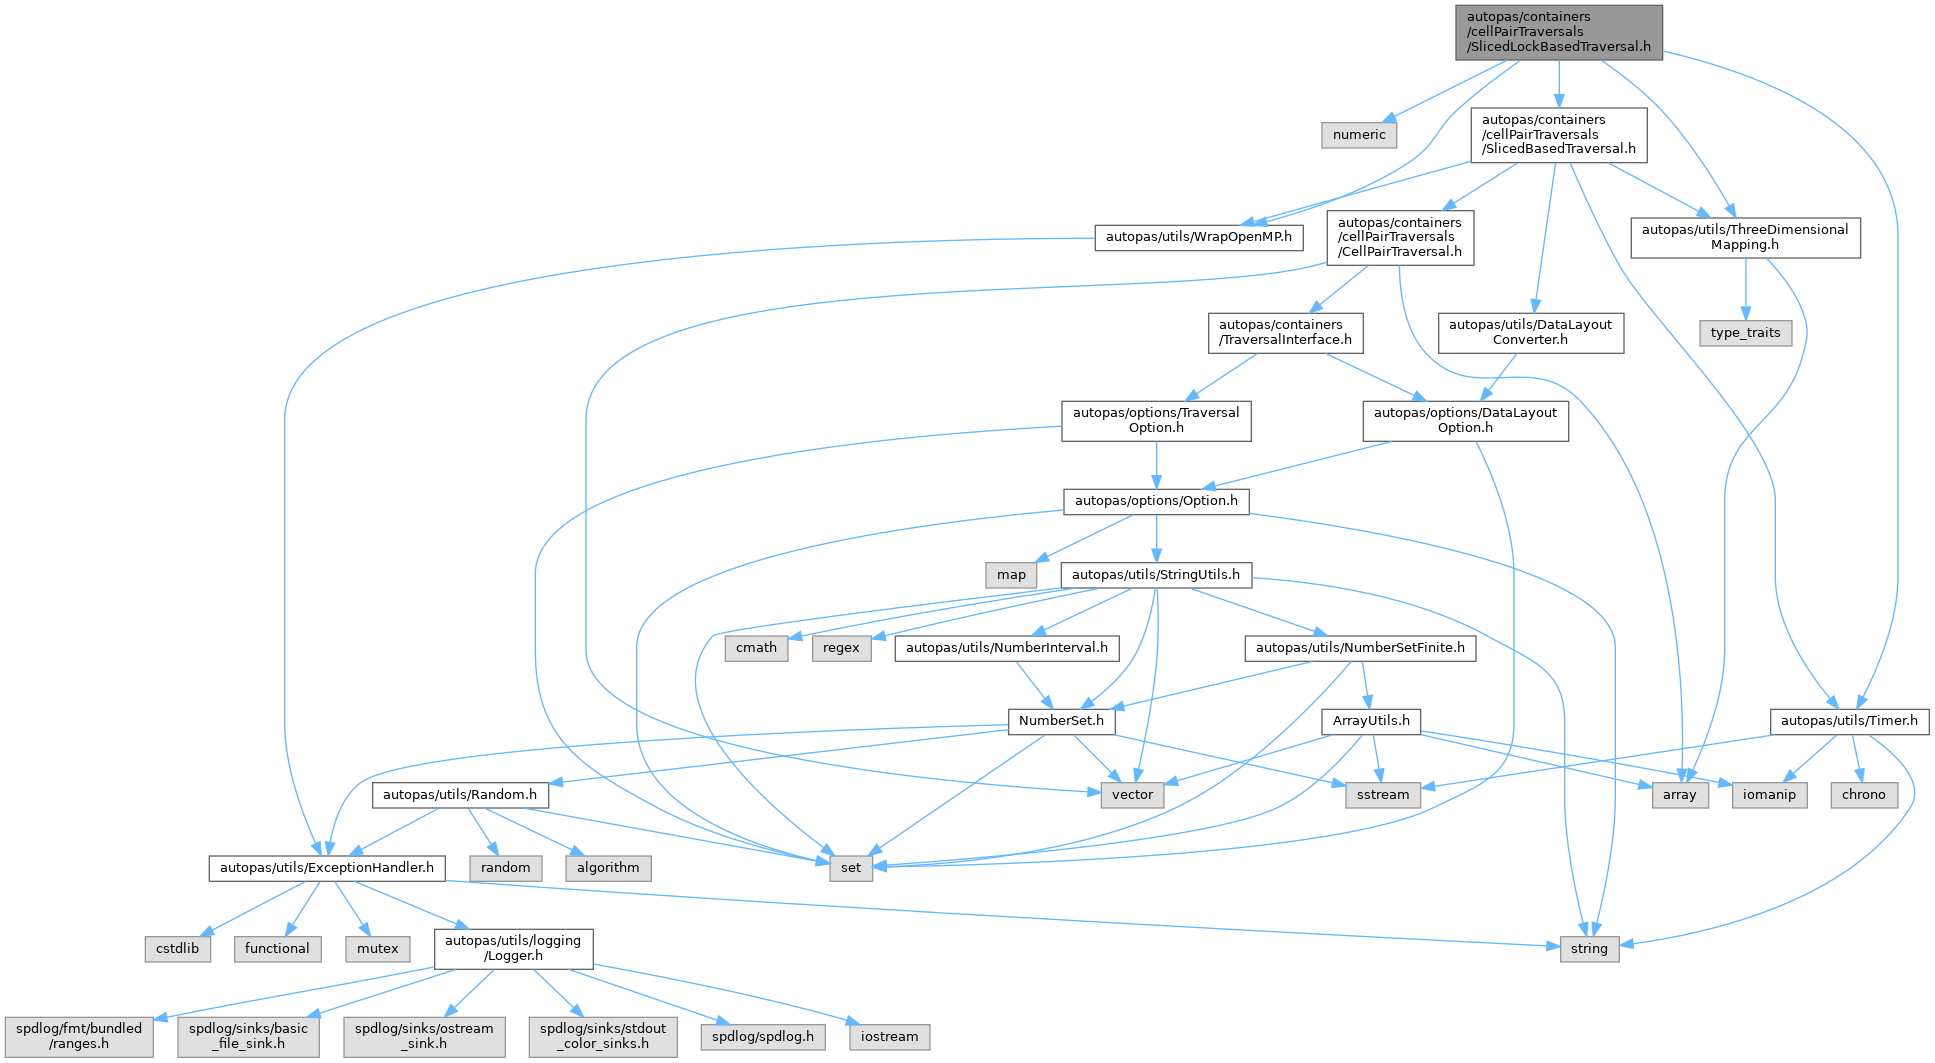 autopas/containers
/cellPairTraversals
/SlicedLockBasedTraversal.h
numeric
autopas/containers
/cellPairTraversals
/SlicedBasedTraversal.h
autopas/utils/WrapOpenMP.h
autopas/containers
/cellPairTraversals
/CellPairTraversal.h
autopas/utils/ThreeDimensional
Mapping.h
autopas/containers
/TraversalInterface.h
autopas/utils/DataLayout
Converter.h
type_traits
autopas/options/Traversal
Option.h
autopas/options/DataLayout
Option.h
autopas/options/Option.h
map
autopas/utils/StringUtils.h
cmath
regex
autopas/utils/NumberInterval.h
autopas/utils/NumberSetFinite.h
NumberSet.h
ArrayUtils.h
autopas/utils/Timer.h
autopas/utils/Random.h
vector
sstream
array
iomanip
chrono
autopas/utils/ExceptionHandler.h
random
algorithm
set
cstdlib
functional
mutex
autopas/utils/logging
/Logger.h
string
spdlog/fmt/bundled
/ranges.h
spdlog/sinks/basic
_file_sink.h
spdlog/sinks/ostream
_sink.h
spdlog/sinks/stdout
_color_sinks.h
spdlog/spdlog.h
iostream